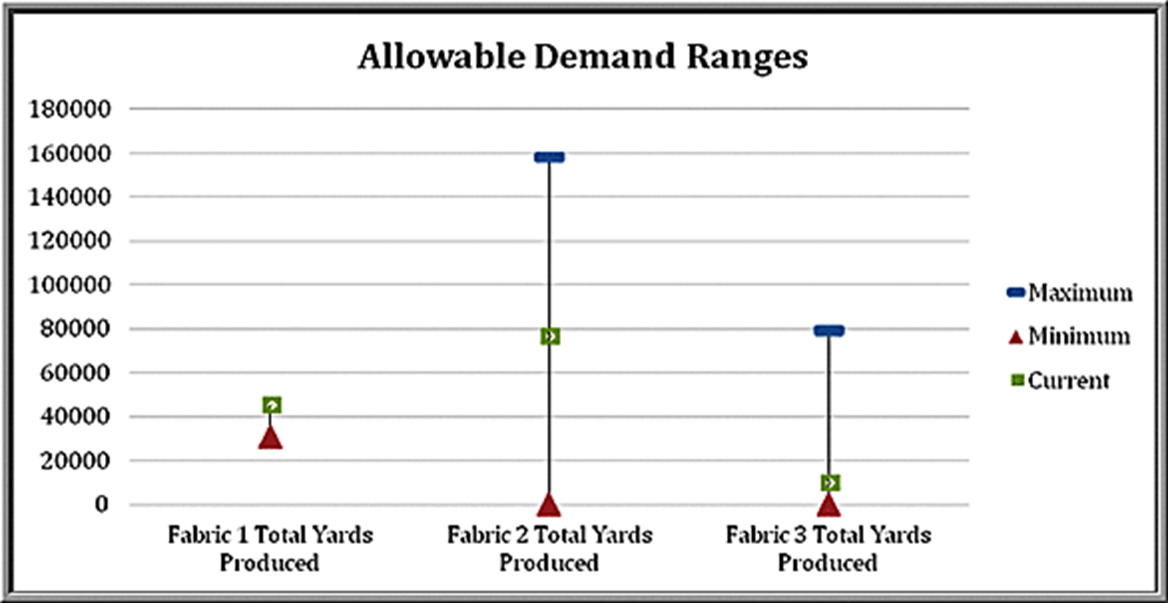 Allowable Demand Ranges
180000
160000
140000
120000
100000
80000
60000
40000
20000
0
Fabric 1 Total Yards
Produced
Fabric 2 Total Yards
Produced
Fabric 3 Total Yards
Produced
Maximum
Minimum
Current